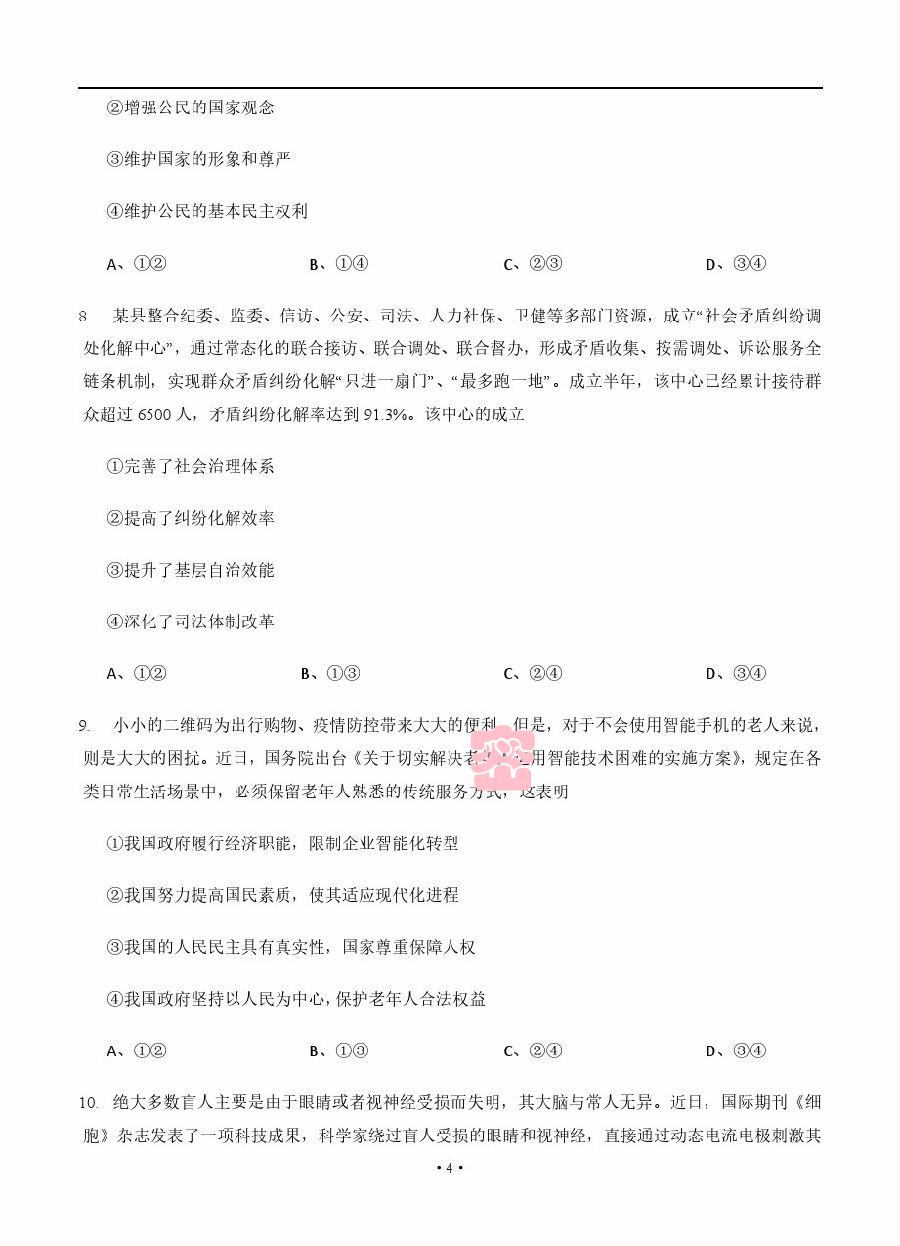 ②增强公民的国家观念
③维护国家的形象和尊严
④维护公民的基本民主权利
A、①② B、①④ C、②③ D、③④
8 某县整合纪委、监委、信访、公安、司法、人力社保、卫健等多部门资源，成立“社会矛盾纠纷调
处化解中心”，通过常态化的联合接访、联合调处、联合督办，形成矛盾收集、按需调处、诉讼服务全
链条机制，实现群众矛盾纠纷化解“只进一扇门”、“最多跑一地”。成立半年，该中心已经累计接待群
众超过 6500 人，矛盾纠纷化解率达到 91.3%。该中心的成立
①完善了社会治理体系
②提高了纠纷化解效率
③提升了基层自治效能
④深化了司法体制改革
A、①② B、①③ C、②④ D、③④
9. 小小的二维码为出行购物、疫情防控带来大大的便利，但是，对于不会使用智能手机的老人来说，
则是大大的困扰。近日，国务院出台《关于切实解决老用智能技术困难的实施方案》，规定在各
类日常生活场景中，必须保留老年人熟悉的传统服务方式，这表明
①我国政府履行经济职能，限制企业智能化转型
②我国努力提高国民素质，使其适应现代化进程
③我国的人民民主具有真实性，国家尊重保障人权
④我国政府坚持以人民为中心，保护老年人合法权益
A、①② B、①③ C、②④ D、③④
10. 绝大多数盲人主要是由于眼睛或者视神经受损而失明，其大脑与常人无异。近日，国际期刊《细
胞》杂志发表了一项科技成果，科学家绕过盲人受损的眼睛和视神经，直接通过动态电流电极刺激其
• 4 •